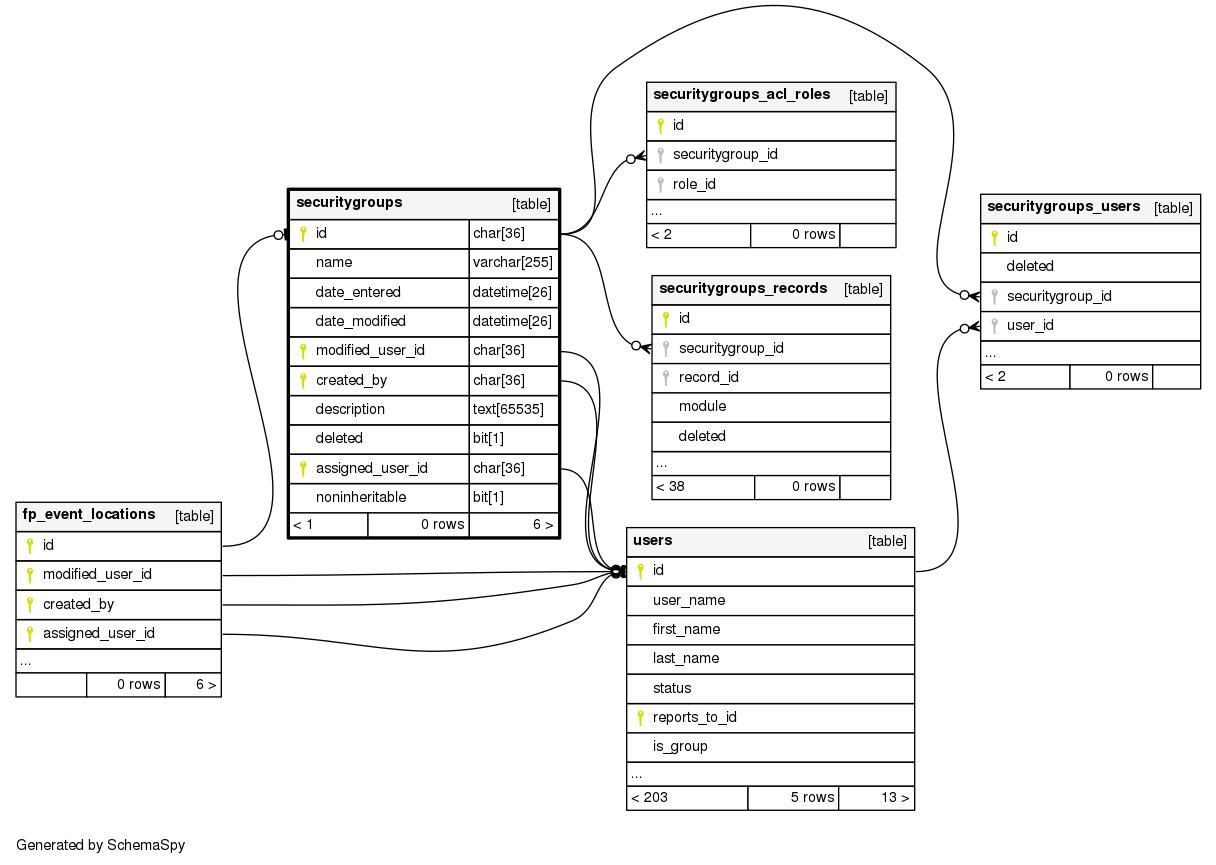 securitygroups_acl_roles [table]
id
securitygroup_id
role_id
...
< 2 0 rows
securitygroups [table]
id char[36]
name varchar[255]
date_entered datetime[26]
date_modified datetime[26]
modified_user_id char[36]
created_by char[36]
description text[65535]
deleted bit[1]
assigned_user_id char[36]
noninheritable bit[1]
< 1 0 rows 6 >
securitygroups_users [table]
id
deleted
securitygroup_id
user_id
...
< 2 0 rows
securitygroups_records [table]
id
securitygroup_id
record_id
module
deleted
...
< 38 0 rows
fp_event_locations [table]
id
modified_user_id
created_by
assigned_user_id
...
0 rows 6 >
users [table]
id
user_name
first_name
last_name
status
reports_to_id
is_group
...
< 203 5 rows 13 >
Generated by SchemaSpy